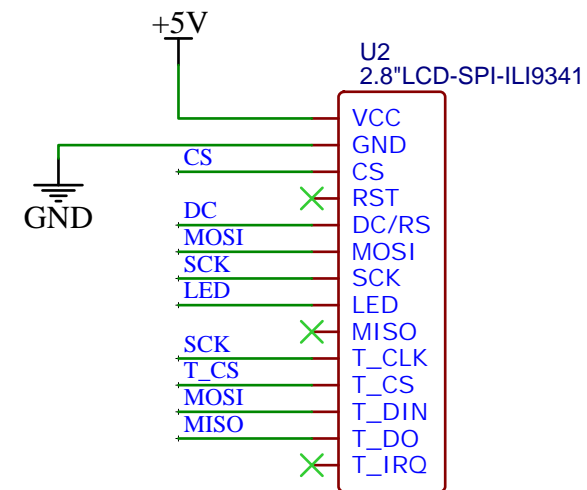 +5V
U2
2.8"LCD-SPI-ILI9341
VCC
GND
CS
CS
RST
GND
DC
DC/RS
MOSI
MOSI
SCK
SCK
LED
LED
MISO
SCK
T_CLK
T_CS
T_CS
MOSI
T_DIN
MISO
T_DO
T_IRQ